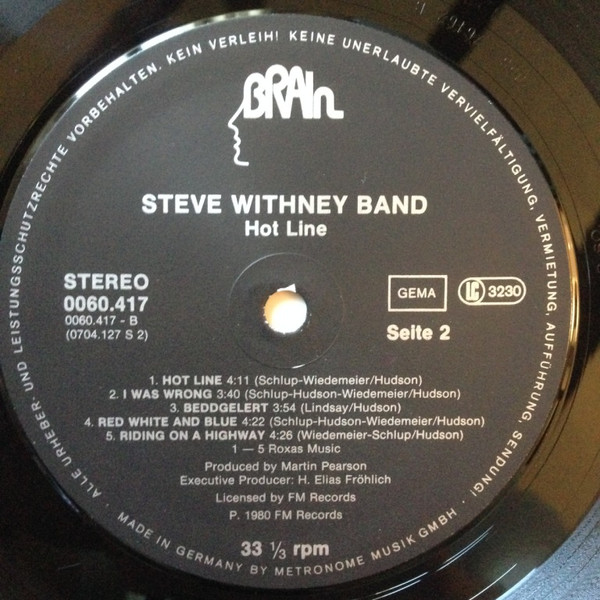 BRAIN
STEVE WITHNEY BAND
Hot Line
STEREO
0060.417
0060.417 - B
(0704.127 S 2)
GEMA
LC 3230
Seite 2
1. HOT LINE 4:11 (Schlup-Wiedemeier/Hudson)
2. I WAS WRONG 3:40 (Schlup-Hudson-Wiedemeier/Hudson)
3. BEDDGELERT 3:54 (Lindsay/Hudson)
4. RED WHITE AND BLUE 4:22 (Schlup-Hudson-Wiedemeier/Hudson)
5. RIDING ON A HIGHWAY 4:26 (Wiedemeier-Schlup/Hudson)
1 — 5 Roxas Music
Produced by Martin Pearson
Executive Producer: H. Elias Fröhlich
Licensed by FM Records
P. 1980 FM Records
33 ⅓ rpm
· ALLE URHEBER- UND LEISTUNGSSCHUTZRECHTE VORBEHALTEN. KEIN VERLEIH! KEINE UNERLAUBTE VERVIELFÄLTIGUNG, VERMIETUNG, AUFFÜHRUNG, SENDUNG! ·
MADE IN GERMANY BY METRONOME MUSIK GMBH ·